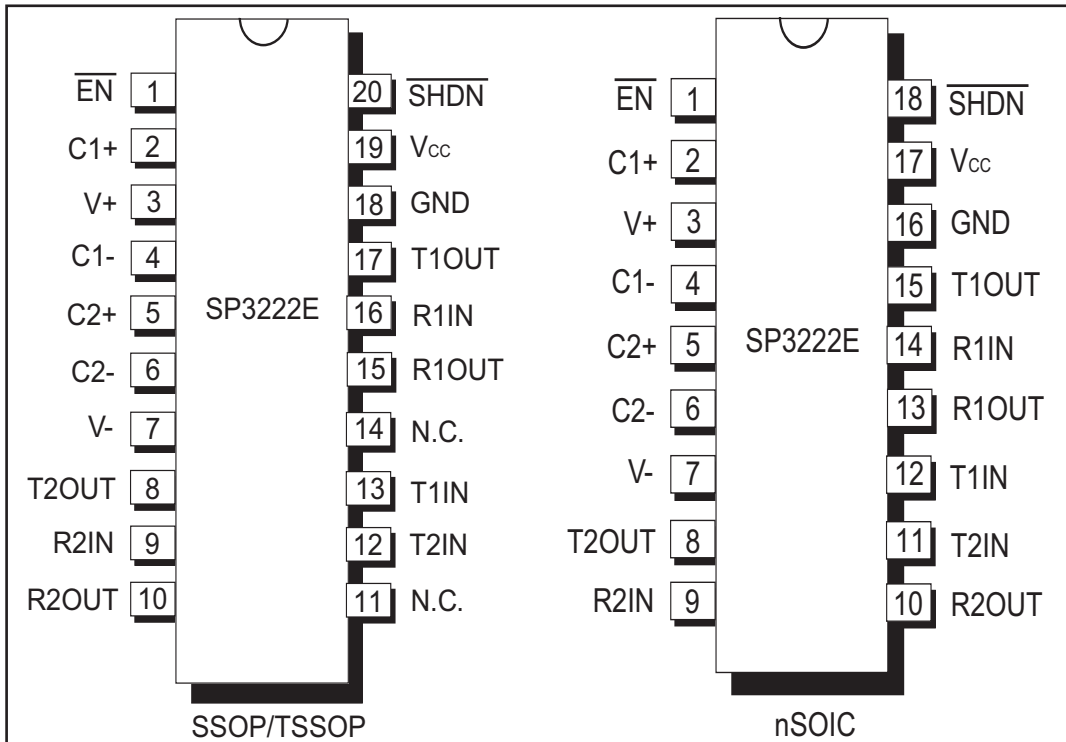 EN 1 20 SHDN
C1+ 2 19 Vcc
V+ 3 18 GND
C1- 4 17 T1OUT
C2+ 5 SP3222E 16 R1IN
C2- 6 15 R1OUT
V- 7 14 N.C.
T2OUT 8 13 T1IN
R2IN 9 12 T2IN
R2OUT 10 11 N.C.
SSOP/TSSOP
EN 1 18 SHDN
C1+ 2 17 Vcc
V+ 3 16 GND
C1- 4 15 T1OUT
C2+ 5 SP3222E 14 R1IN
C2- 6 13 R1OUT
V- 7 12 T1IN
T2OUT 8 11 T2IN
R2IN 9 10 R2OUT
nSOIC